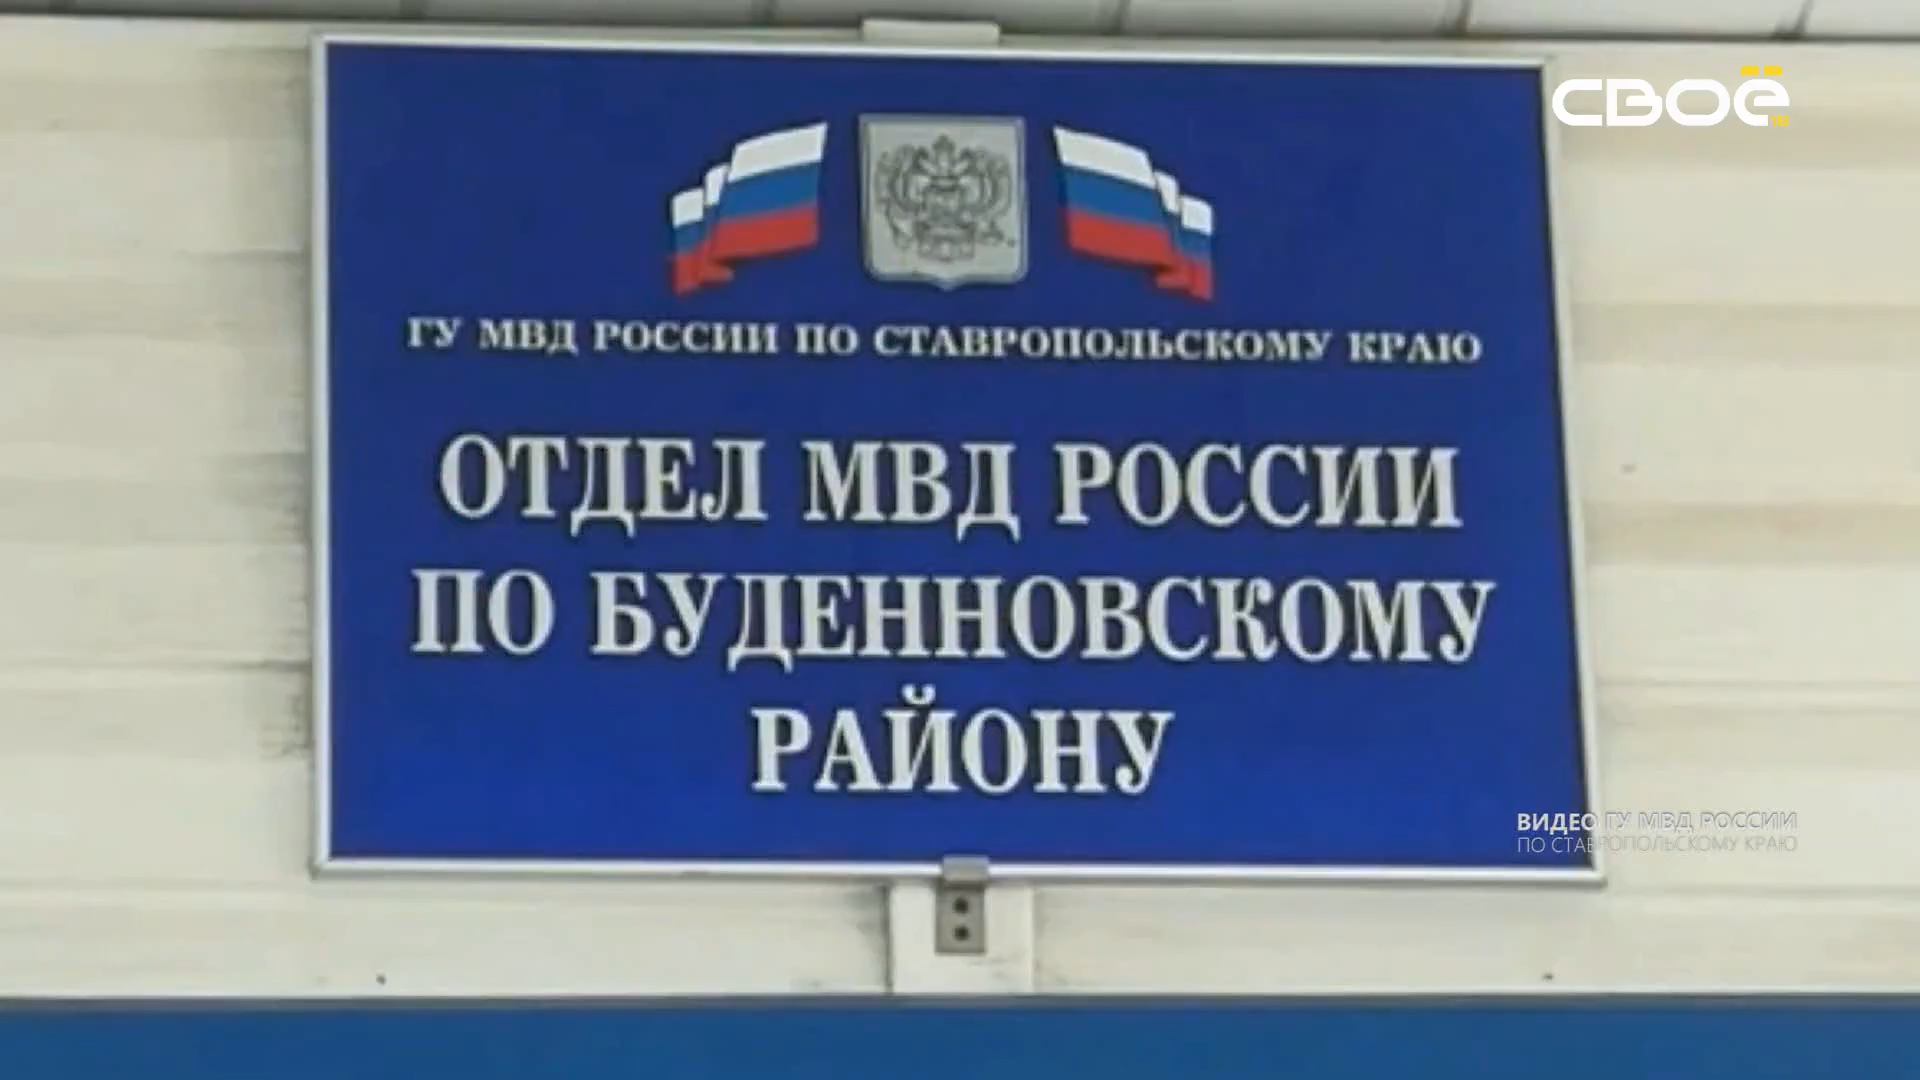 СВОЁ
ТВ
ГУ МВД РОССИИ ПО СТАВРОПОЛЬСКОМУ КРАЮ
ОТДЕЛ МВД РОССИИ
ПО БУДЕННОВСКОМУ
РАЙОНУ
ВИДЕО ГУ МВД РОССИИ
ПО СТАВРОПОЛЬСКОМУ КРАЮ